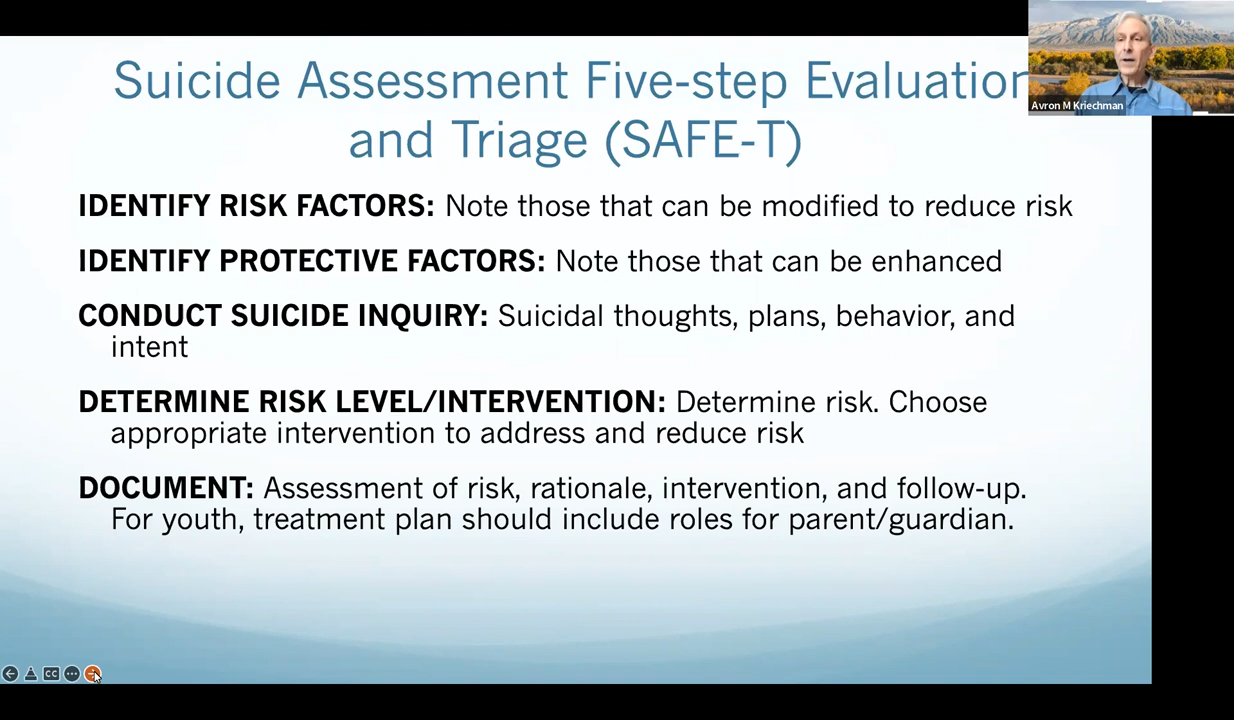 Suicide Assessment Five-step Evaluation
and Triage (SAFE-T)
Avron M Kriechman
IDENTIFY RISK FACTORS: Note those that can be modified to reduce risk
IDENTIFY PROTECTIVE FACTORS: Note those that can be enhanced
CONDUCT SUICIDE INQUIRY: Suicidal thoughts, plans, behavior, and
intent
DETERMINE RISK LEVEL/INTERVENTION: Determine risk. Choose
appropriate intervention to address and reduce risk
DOCUMENT: Assessment of risk, rationale, intervention, and follow-up.
For youth, treatment plan should include roles for parent/guardian.
CC